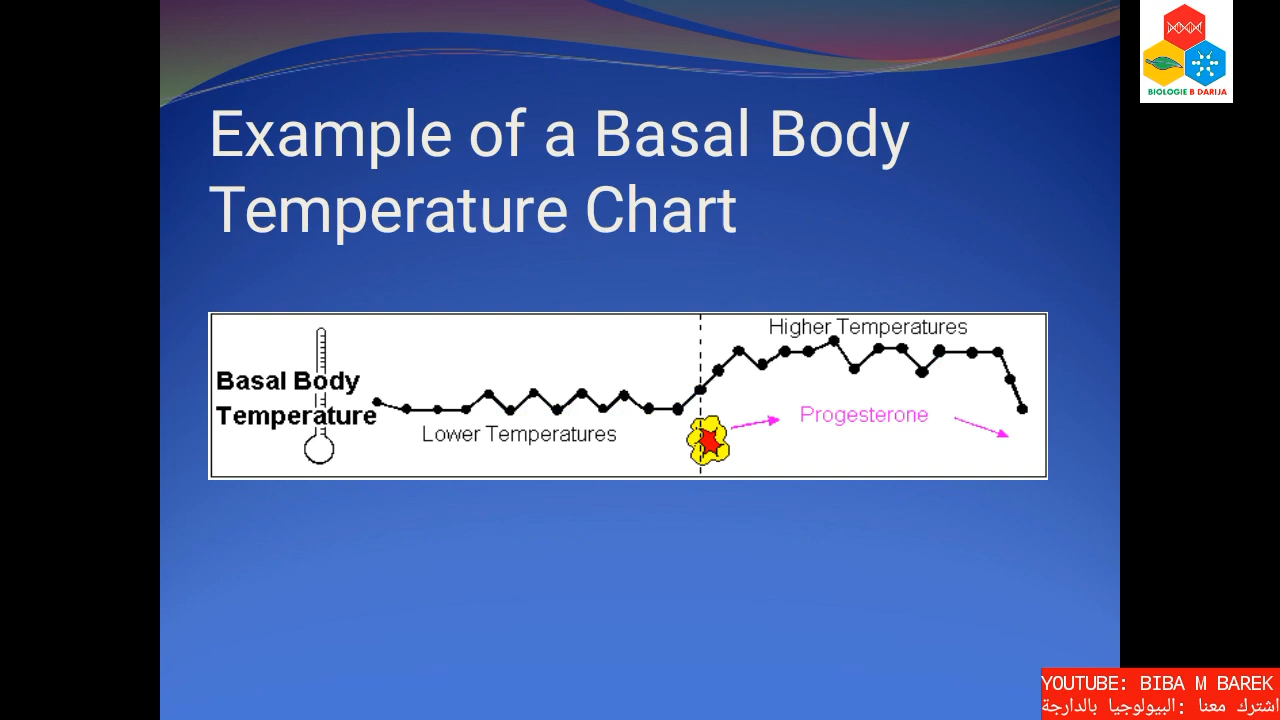 BIOLOGIE B DARIJA
Example of a Basal Body
Temperature Chart
Higher Temperatures
Basal Body
Temperature
Progesterone
Lower Temperatures
YOUTUBE: BIBA M BAREK
اشترك معنا :البيولوجيا بالدارجة